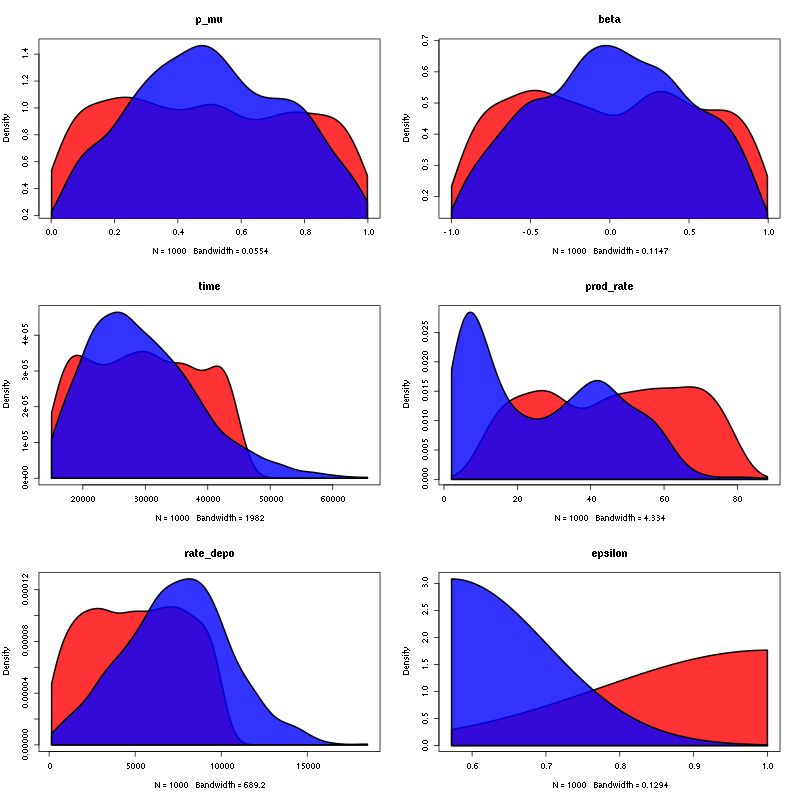 p_mu
Density
0.2 0.4 0.6 0.8 1.0 1.2 1.4
0.0 0.2 0.4 0.6 0.8 1.0
N = 1000 Bandwidth = 0.0554
beta
Density
0.2 0.3 0.4 0.5 0.6 0.7
-1.0 -0.5 0.0 0.5 1.0
N = 1000 Bandwidth = 0.1147
time
Density
0e+00 1e-05 2e-05 3e-05 4e-05
20000 30000 40000 50000 60000
N = 1000 Bandwidth = 1982
prod_rate
Density
0.000 0.005 0.010 0.015 0.020 0.025
0 20 40 60 80
N = 1000 Bandwidth = 4.334
rate_depo
Density
0.00000 0.00004 0.00008 0.00012
0 5000 10000 15000
N = 1000 Bandwidth = 689.2
epsilon
Density
0.0 0.5 1.0 1.5 2.0 2.5 3.0
0.6 0.7 0.8 0.9 1.0
N = 1000 Bandwidth = 0.1294